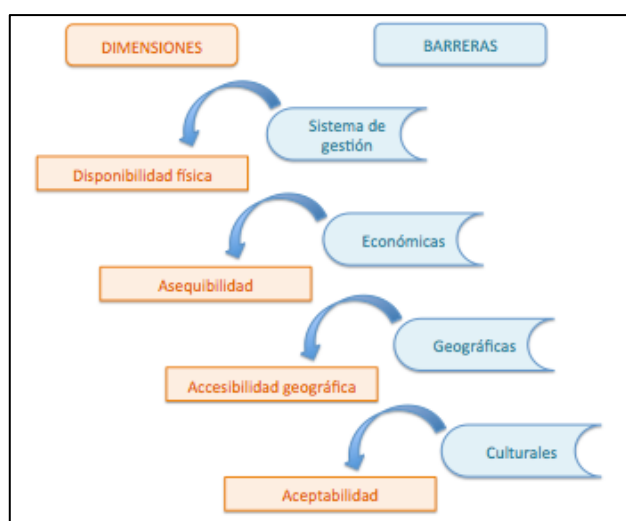 DIMENSIONES
BARRERAS
Sistema de
gestión
Disponibilidad física
Económicas
Asequibilidad
Geográficas
Accesibilidad geográfica
Culturales
Aceptabilidad